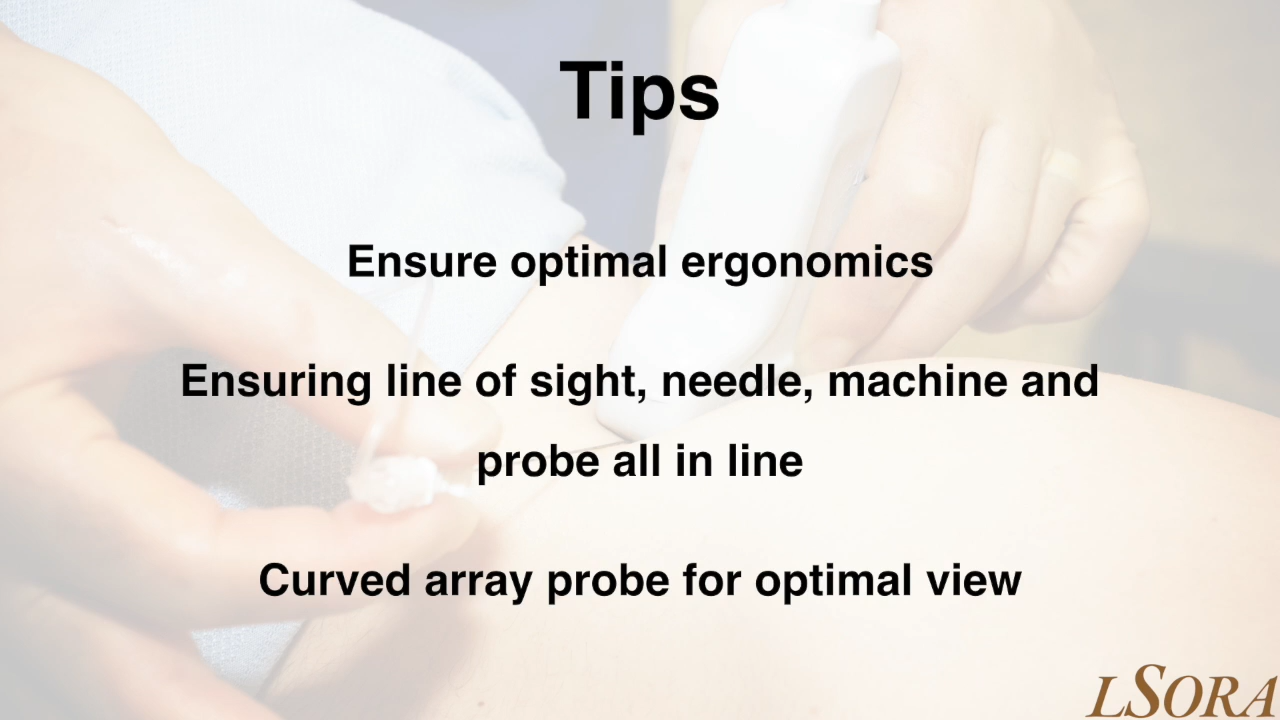 Tips
Ensure optimal ergonomics
Ensuring line of sight, needle, machine and
probe all in line
Curved array probe for optimal view
LSORA